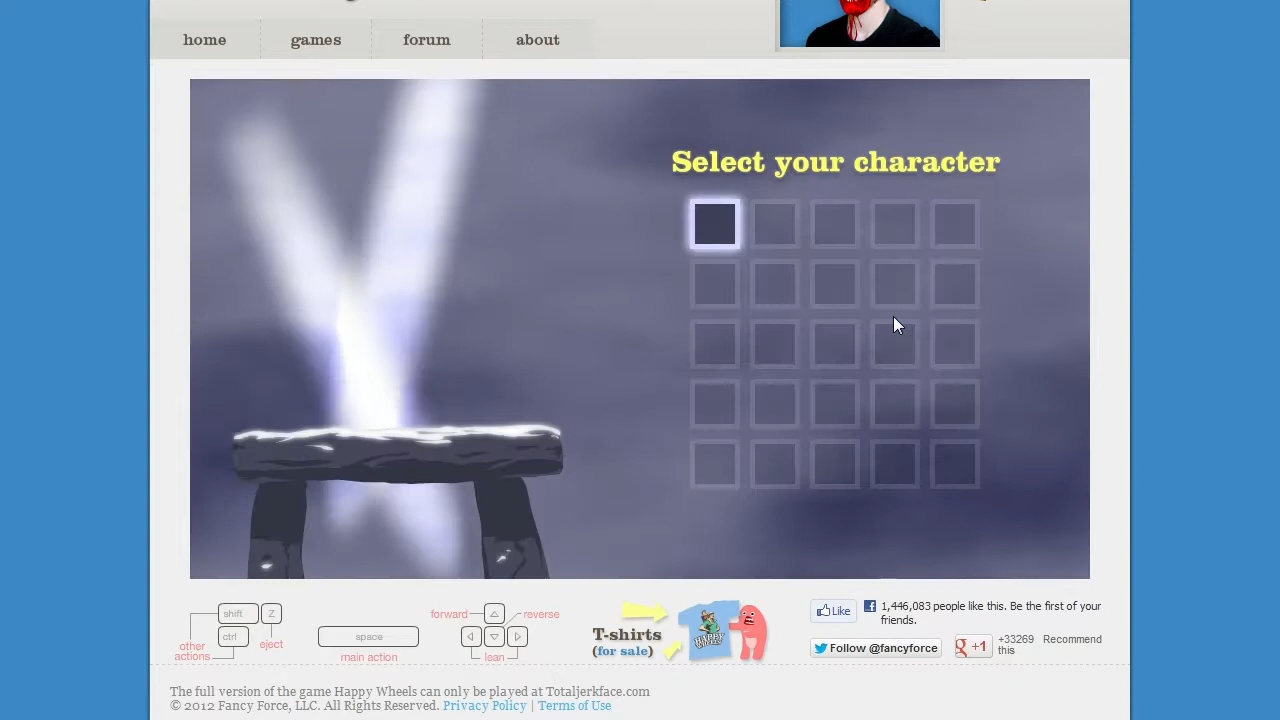 home games forum about
Select your character
shift Z
ctrl
other actions
eject
space
main action
forward reverse
lean
T-shirts
(for sale)
HAPPY
Like
1,446,083 people like this. Be the first of your
friends.
Follow @fancyforce
+1
+33269 Recommend
this
The full version of the game Happy Wheels can only be played at Totaljerkface.com
© 2012 Fancy Force, LLC. All Rights Reserved. Privacy Policy | Terms of Use